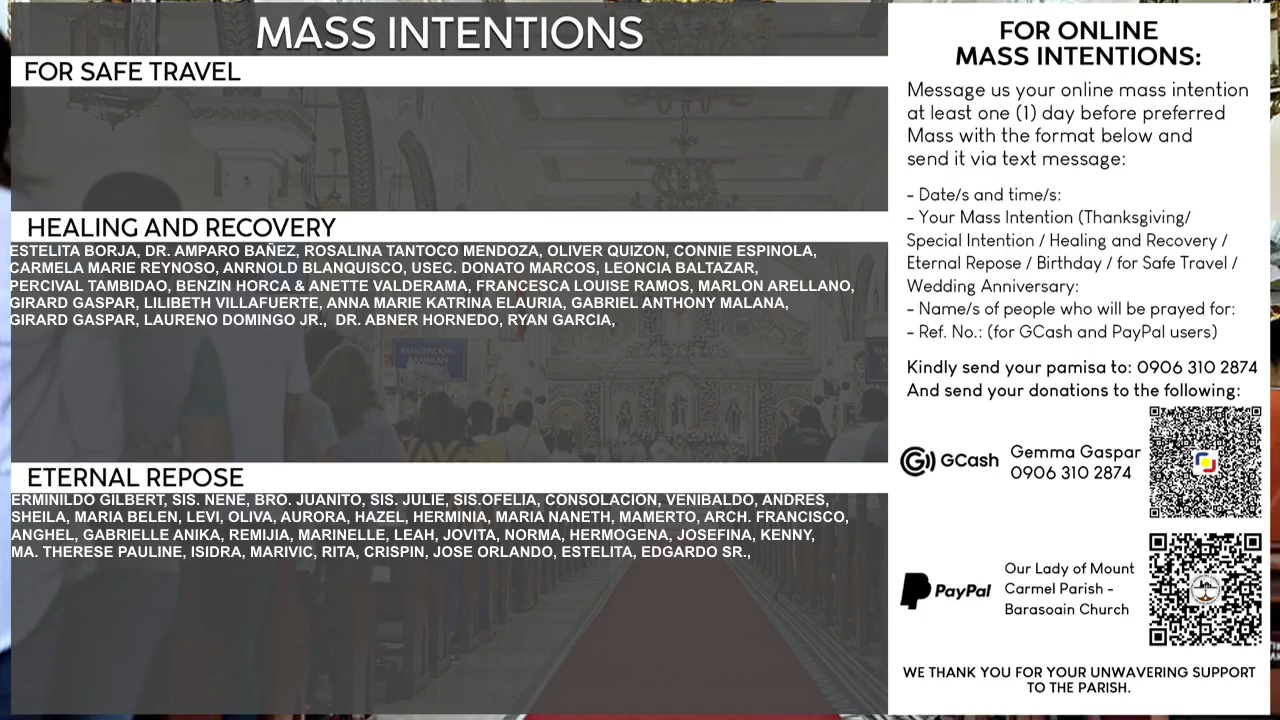 MASS INTENTIONS
FOR SAFE TRAVEL
HEALING AND RECOVERY
ESTELITA BORJA, DR. AMPARO BAÑEZ, ROSALINA TANTOCO MENDOZA, OLIVER QUIZON, CONNIE ESPINOLA,
CARMELA MARIE REYNOSO, ANRNOLD BLANQUISCO, USEC. DONATO MARCOS, LEONCIA BALTAZAR,
PERCIVAL TAMBIDAO, BENZIN HORCA & ANETTE VALDERAMA, FRANCESCA LOUISE RAMOS, MARLON ARELLANO,
GIRARD GASPAR, LILIBETH VILLAFUERTE, ANNA MARIE KATRINA ELAURIA, GABRIEL ANTHONY MALANA,
GIRARD GASPAR, LAURENO DOMINGO JR.,  DR. ABNER HORNEDO, RYAN GARCIA,
ETERNAL REPOSE
ERMINILDO GILBERT, SIS. NENE, BRO. JUANITO, SIS. JULIE, SIS.OFELIA, CONSOLACION, VENIBALDO, ANDRES,
SHEILA, MARIA BELEN, LEVI, OLIVA, AURORA, HAZEL, HERMINIA, MARIA NANETH, MAMERTO, ARCH. FRANCISCO,
ANGHEL, GABRIELLE ANIKA, REMIJIA, MARINELLE, LEAH, JOVITA, NORMA, HERMOGENA, JOSEFINA, KENNY,
MA. THERESE PAULINE, ISIDRA, MARIVIC, RITA, CRISPIN, JOSE ORLANDO, ESTELITA, EDGARDO SR.,
FOR ONLINE
MASS INTENTIONS:
Message us your online mass intention
at least one (1) day before preferred
Mass with the format below and
send it via text message:
- Date/s and time/s:
- Your Mass Intention (Thanksgiving/
Special Intention / Healing and Recovery /
Eternal Repose / Birthday / for Safe Travel /
Wedding Anniversary:
- Name/s of people who will be prayed for:
- Ref. No.: (for GCash and PayPal users)
Kindly send your pamisa to: 0906 310 2874
And send your donations to the following:
GCash
Gemma Gaspar
0906 310 2874
PayPal
Our Lady of Mount
Carmel Parish -
Barasoain Church
WE THANK YOU FOR YOUR UNWAVERING SUPPORT
TO THE PARISH.